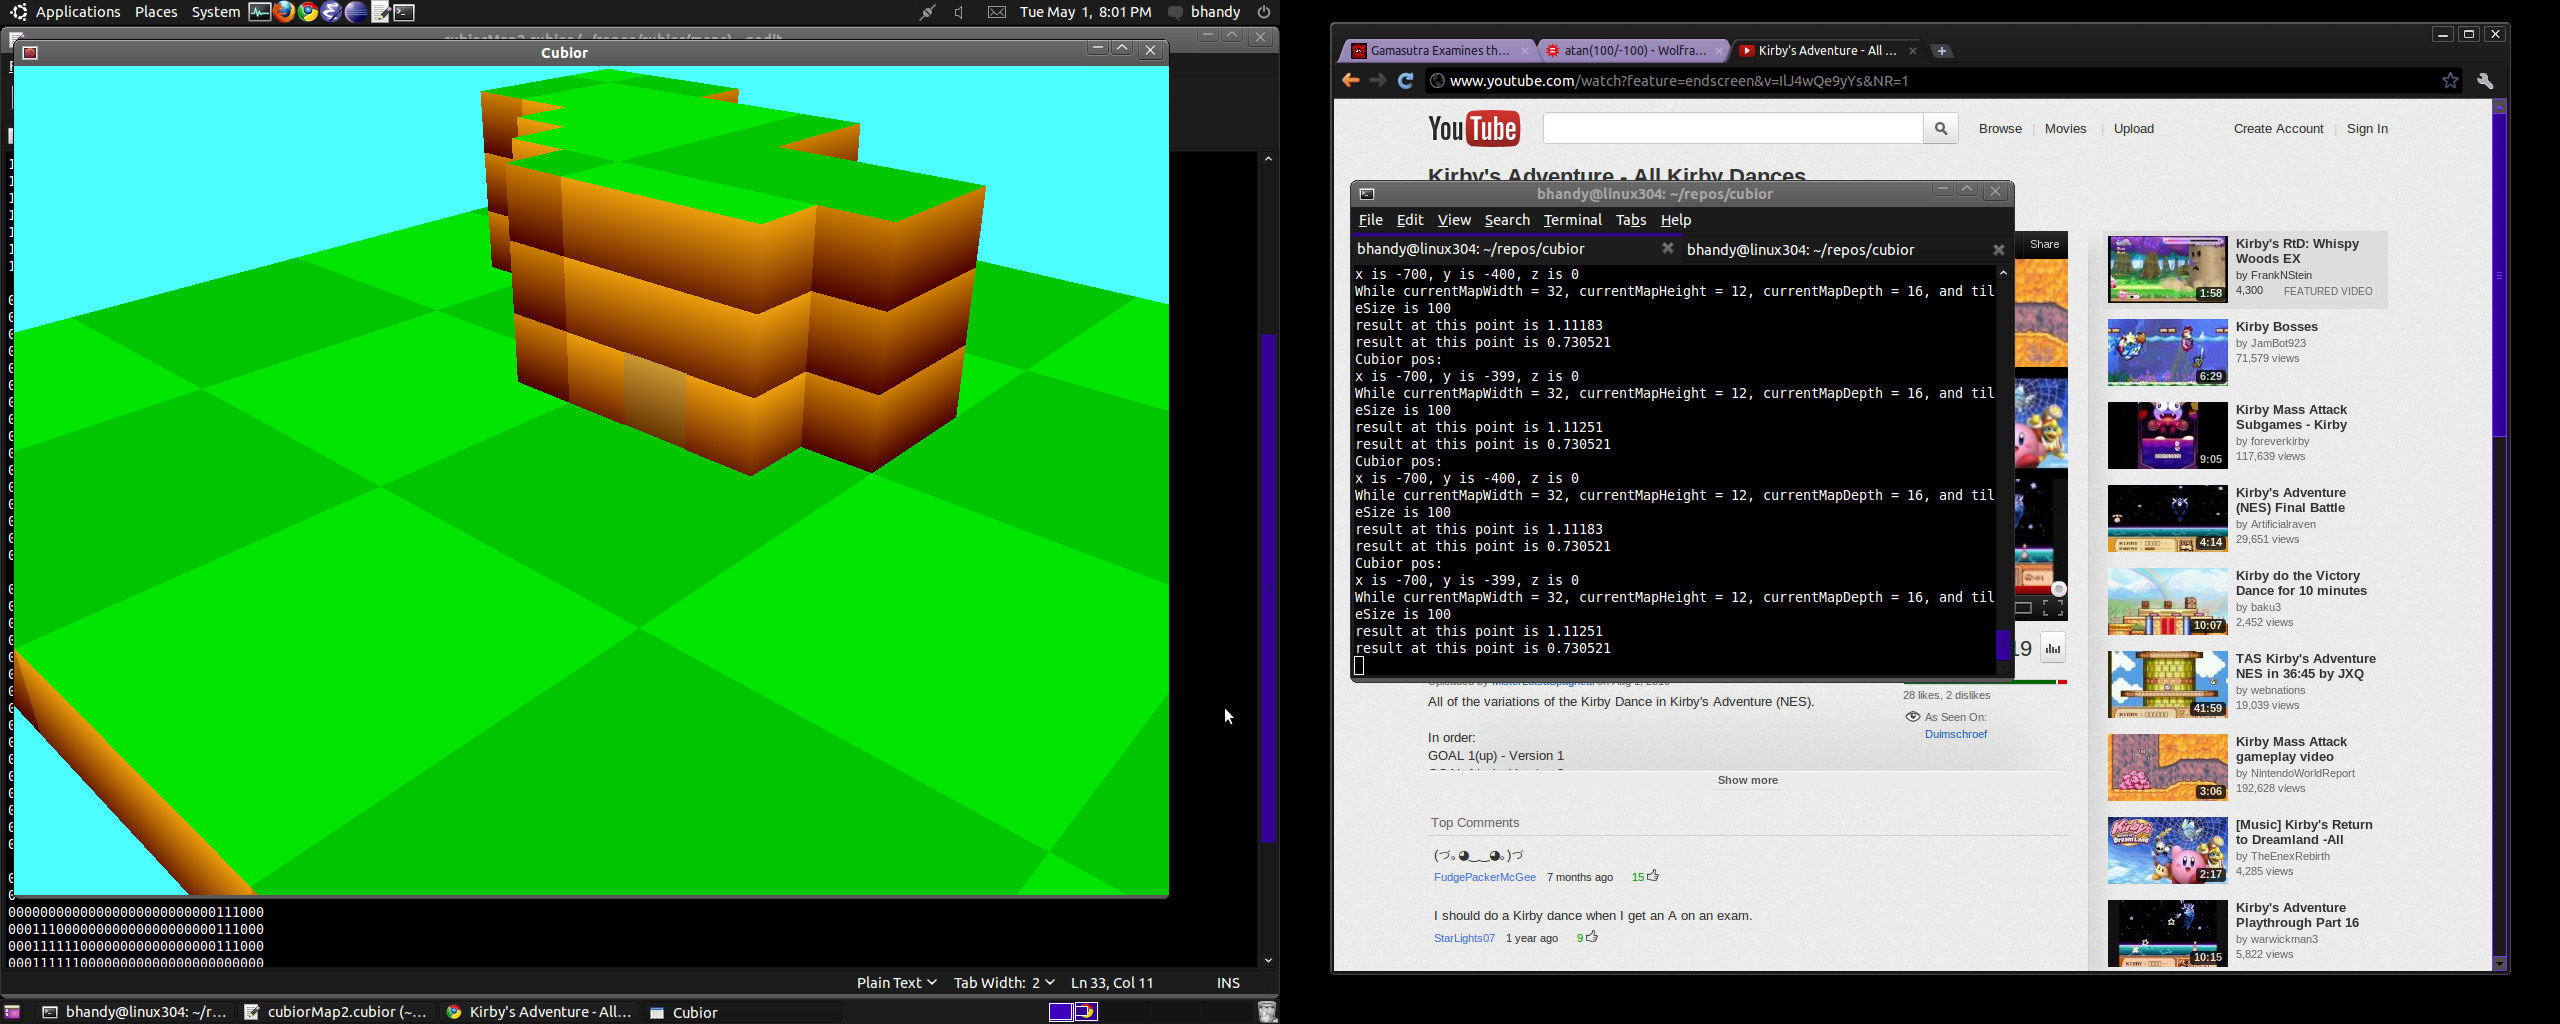 Applications Places System
Tue May 1, 8:01 PM bhandy
Cubior
000000000000000000000000000111000
Plain Text Tab Width: 2 Ln 33, Col 11 INS
bhandy@linux304: ~/r...
cubiorMap2.cubior (~...
Kirby's Adventure - All...
Cubior
Gamasutra Examines th...
atan(100/-100) - Wolfra...
Kirby's Adventure - All ...
www.youtube.com/watch?feature=endscreen&v=IlJ4wQe9yYs&NR=1
YouTube
Browse Movies Upload
Create Account Sign In
Kirby's Adventure - All Kirby Dances
bhandy@linux304: ~/repos/cubior
File Edit View Search Terminal Tabs Help
bhandy@linux304: ~/repos/cubior
bhandy@linux304: ~/repos/cubior
x is -700, y is -400, z is 0
While currentMapWidth = 32, currentMapHeight = 12, currentMapDepth = 16, and til
eSize is 100
result at this point is 1.11183
result at this point is 0.730521
Cubior pos:
x is -700, y is -399, z is 0
While currentMapWidth = 32, currentMapHeight = 12, currentMapDepth = 16, and til
eSize is 100
result at this point is 1.11251
result at this point is 0.730521
Cubior pos:
x is -700, y is -400, z is 0
While currentMapWidth = 32, currentMapHeight = 12, currentMapDepth = 16, and til
eSize is 100
result at this point is 1.11183
result at this point is 0.730521
Cubior pos:
x is -700, y is -399, z is 0
While currentMapWidth = 32, currentMapHeight = 12, currentMapDepth = 16, and til
eSize is 100
result at this point is 1.11251
result at this point is 0.730521
Share
19
28 likes, 2 dislikes
All of the variations of the Kirby Dance in Kirby's Adventure (NES).
As Seen On:
Duimschroef
In order:
GOAL 1(up) - Version 1
Show more
Top Comments
(づ｡◕‿‿◕｡)づ
FudgePackerMcGee 7 months ago 15
I should do a Kirby dance when I get an A on an exam.
StarLights07 1 year ago 9
Kirby's RtD: Whispy
Woods EX
by FrankNStein
4,300 FEATURED VIDEO
1:58
Kirby Bosses
by JamBot923
71,579 views
6:29
Kirby Mass Attack
Subgames - Kirby
by foreverkirby
117,639 views
9:05
Kirby's Adventure
(NES) Final Battle
by Artificialraven
29,651 views
4:14
Kirby do the Victory
Dance for 10 minutes
by baku3
2,452 views
10:07
TAS Kirby's Adventure
NES in 36:45 by JXQ
by webnations
19,039 views
41:59
Kirby Mass Attack
gameplay video
by NintendoWorldReport
192,628 views
3:06
[Music] Kirby's Return
to Dreamland -All
by TheEnexRebirth
4,285 views
2:17
Kirby's Adventure
Playthrough Part 16
by warwickman3
5,822 views
10:15